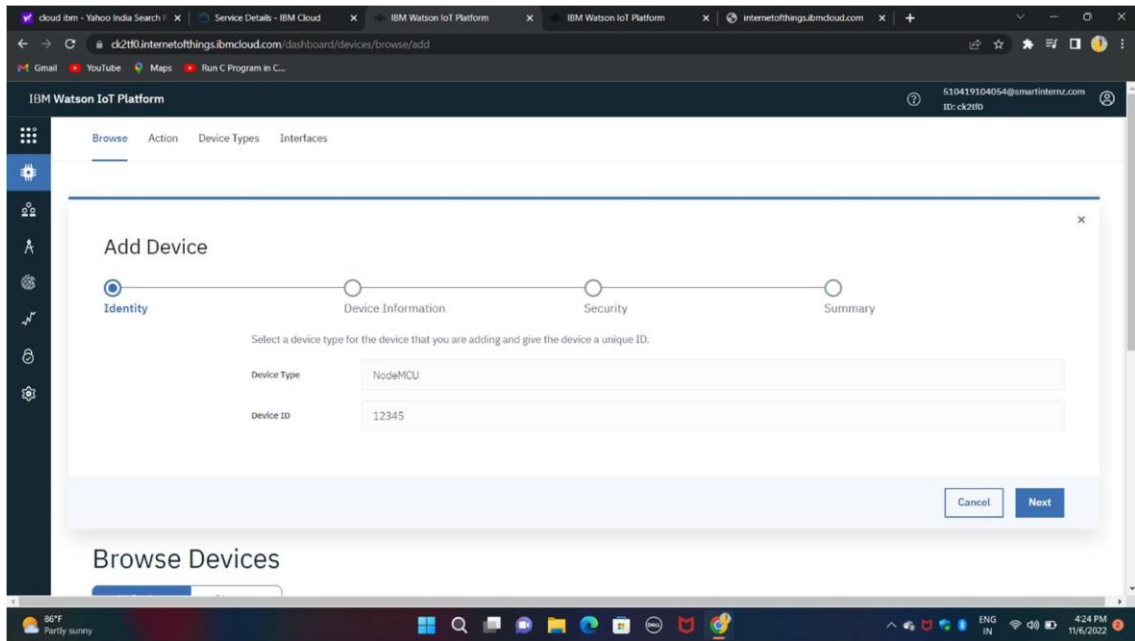 cloud ibm - Yahoo India Search
Service Details - IBM Cloud
IBM Watson IoT Platform
IBM Watson IoT Platform
internetofthings.ibmcloud.com
ck2tf0.internetofthings.ibmcloud.com/dashboard/devices/browse/add
Gmail YouTube Maps Run C Program in C...
IBM Watson IoT Platform
510419104054@smartinternz.com
ID: ck2tf0
Browse Action Device Types Interfaces
Add Device
Identity Device Information Security Summary
Select a device type for the device that you are adding and give the device a unique ID.
Device Type NodeMCU
Device ID 12345
Cancel Next
Browse Devices
86°F
Partly sunny
ENG
IN
4:24 PM
11/6/2022